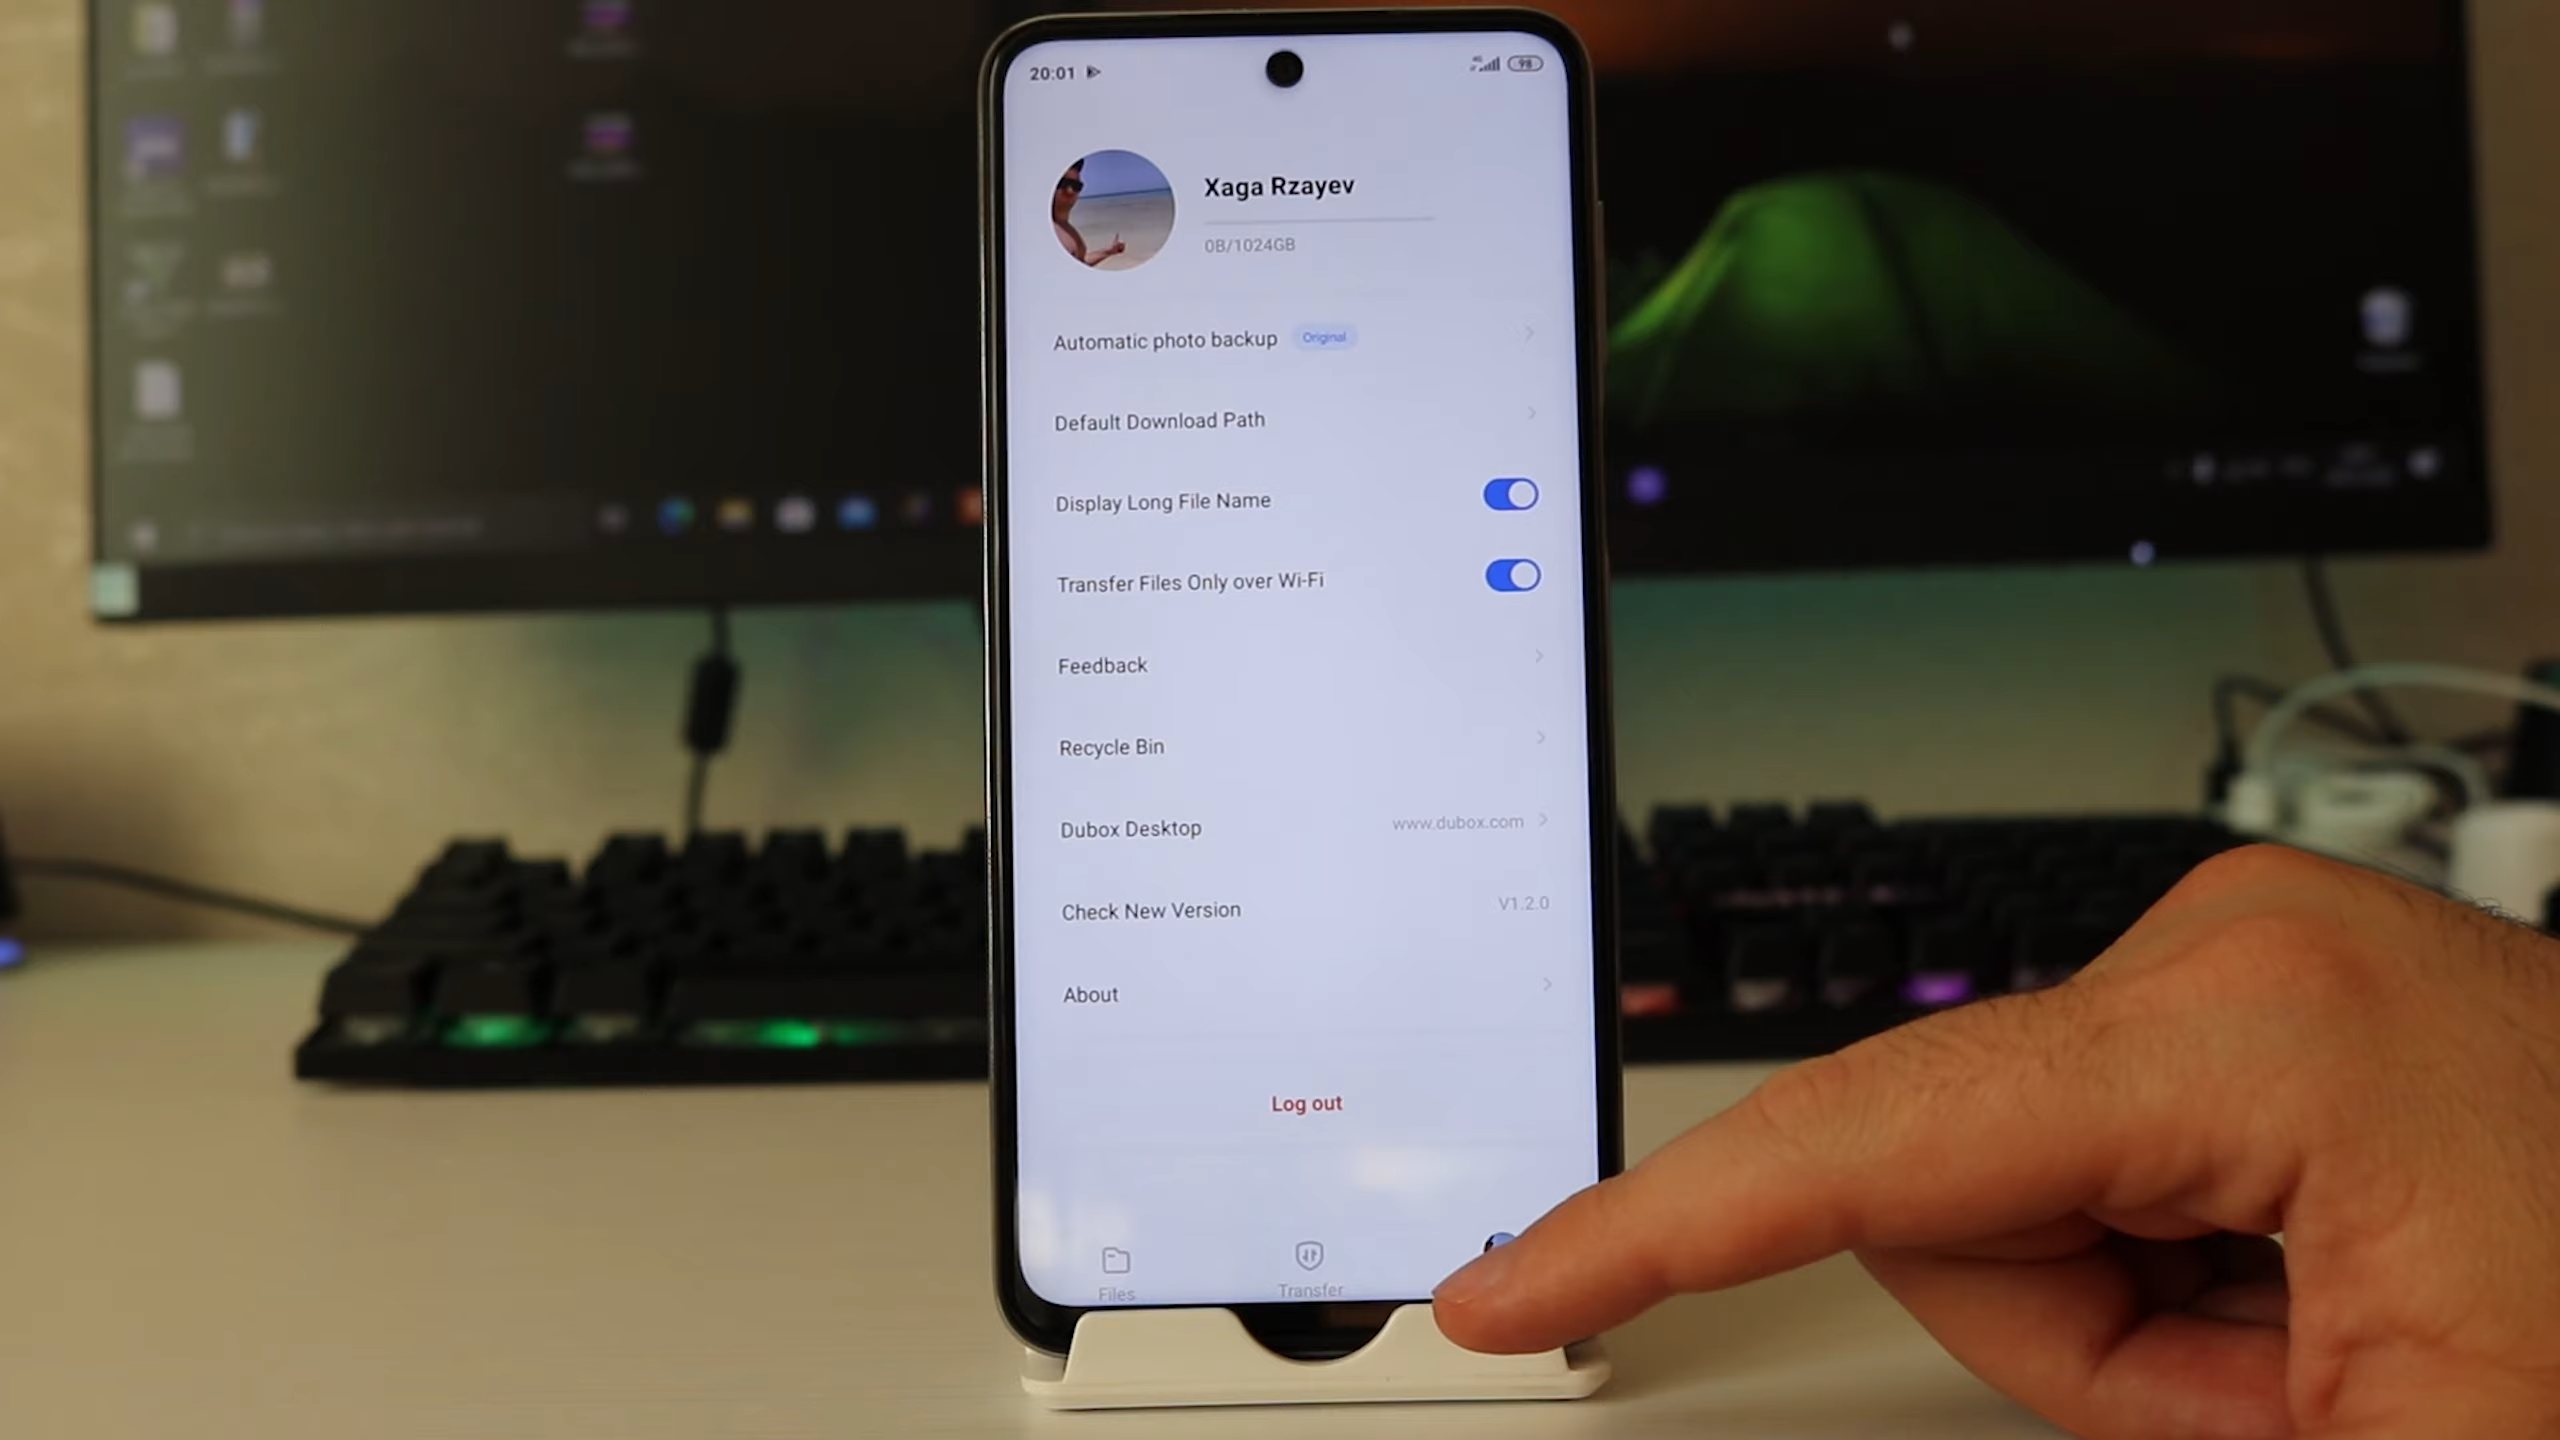 20:01
4G
98
Xaga Rzayev
0B/1024GB
Automatic photo backup Original
Default Download Path
Display Long File Name
Transfer Files Only over Wi-Fi
Feedback
Recycle Bin
Dubox Desktop www.dubox.com
Check New Version V1.2.0
About
Log out
Files Transfer